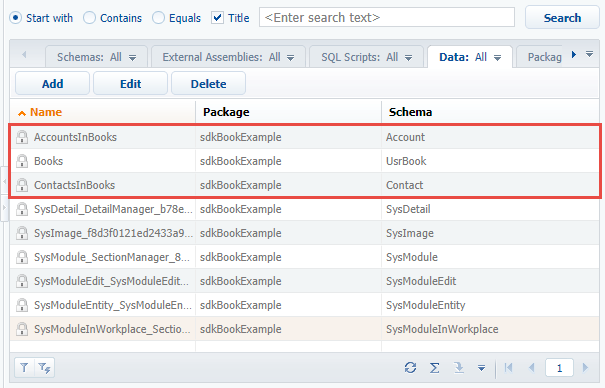 Start with Contains Equals Title <Enter search text> Search
Schemas: All External Assemblies: All SQL Scripts: All Data: All Packag
Add Edit Delete
Name Package Schema
AccountsInBooks sdkBookExample Account
Books sdkBookExample UsrBook
ContactsInBooks sdkBookExample Contact
SysDetail_DetailManager_b78e... sdkBookExample SysDetail
SysImage_f8d3f0121ed2433a9... sdkBookExample SysImage
SysModule_SectionManager_8... sdkBookExample SysModule
SysModuleEdit_SysModuleEdit... sdkBookExample SysModuleEdit
SysModuleEntity_SysModuleEn... sdkBookExample SysModuleEntity
SysModuleInWorkplace_Sectio... sdkBookExample SysModuleInWorkplace
1